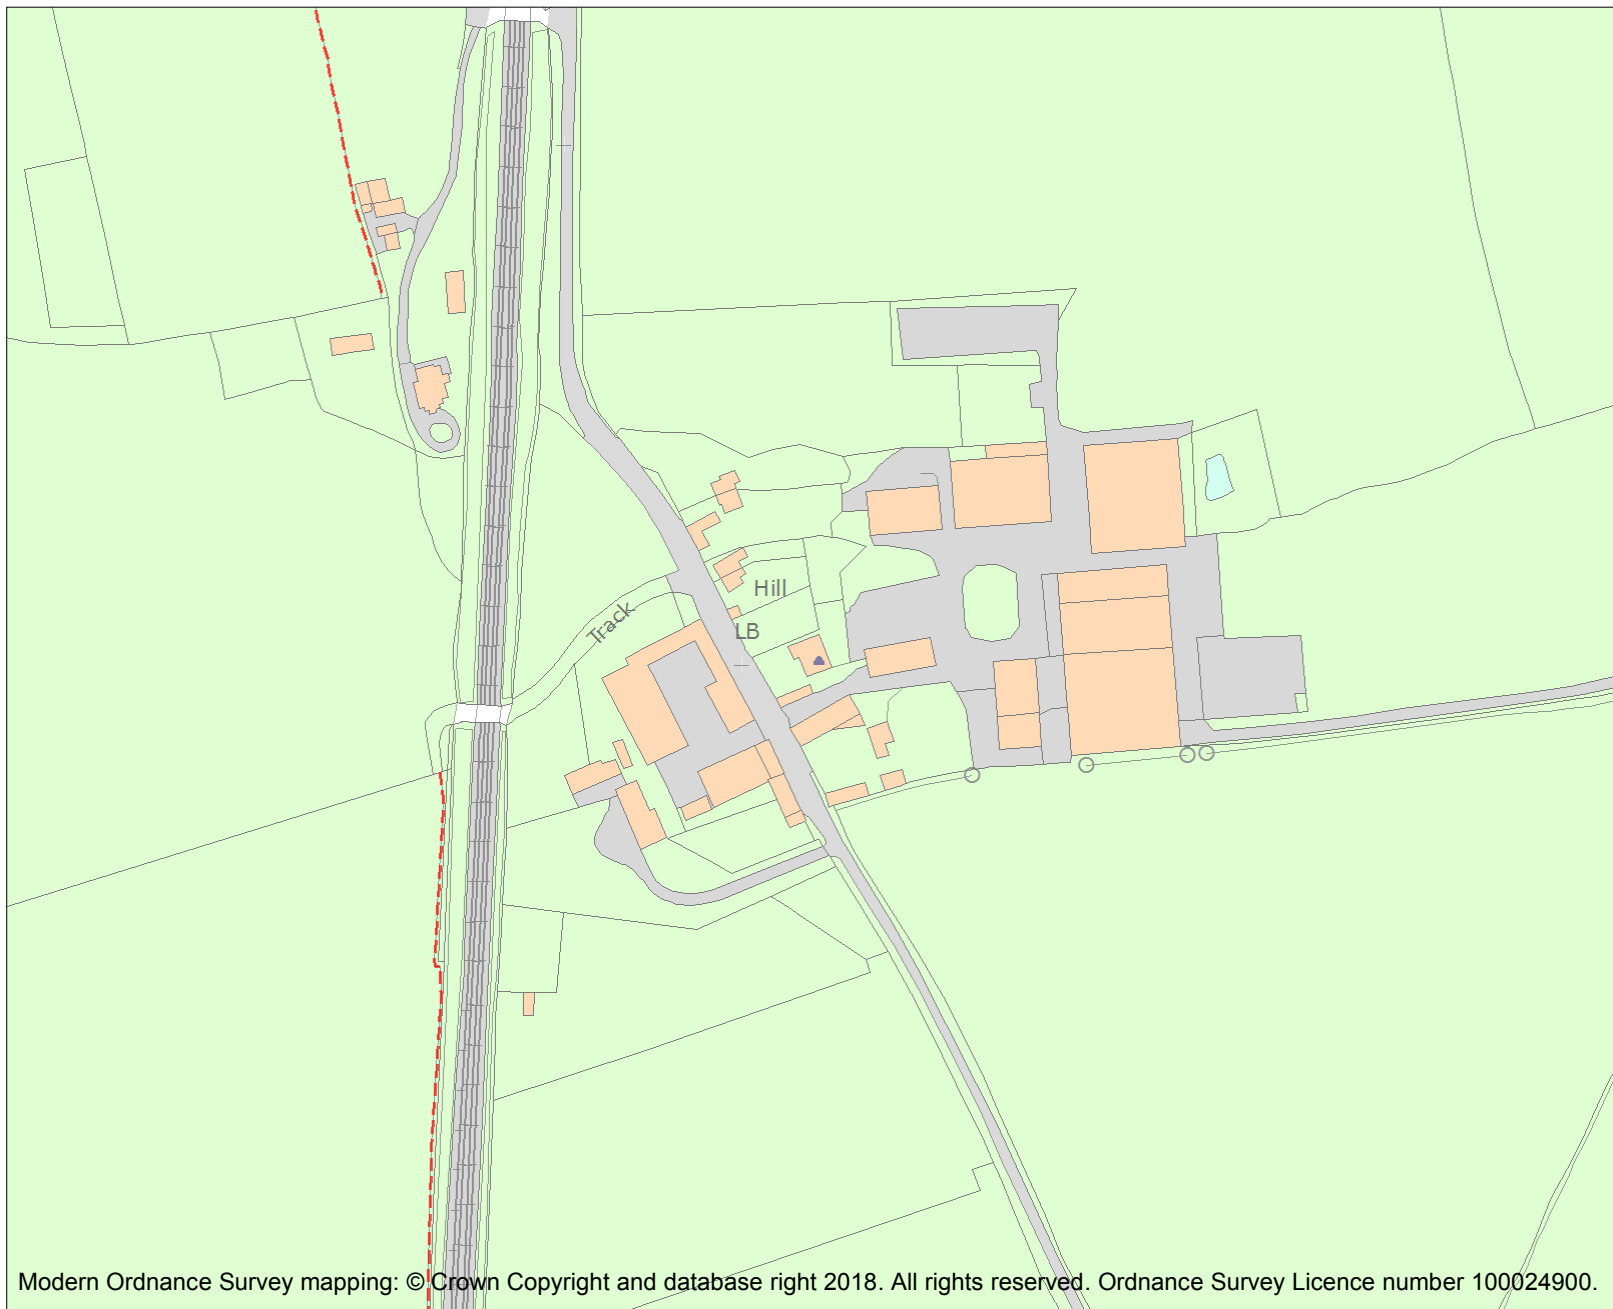 Hill
Track
LB
Modern Ordnance Survey mapping: © Crown Copyright and database right 2018. All rights reserved. Ordnance Survey Licence number 100024900.